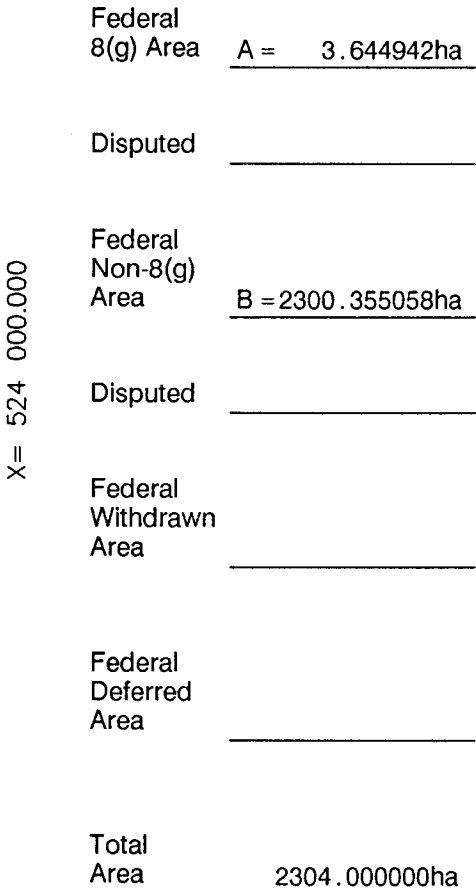 Federal
8(g) Area A = 3.644942ha
Disputed
Federal
Non-8(g)
Area B =2300.355058ha
X= 524 000.000
Disputed
Federal
Withdrawn
Area
Federal
Deferred
Area
Total
Area 2304.000000ha